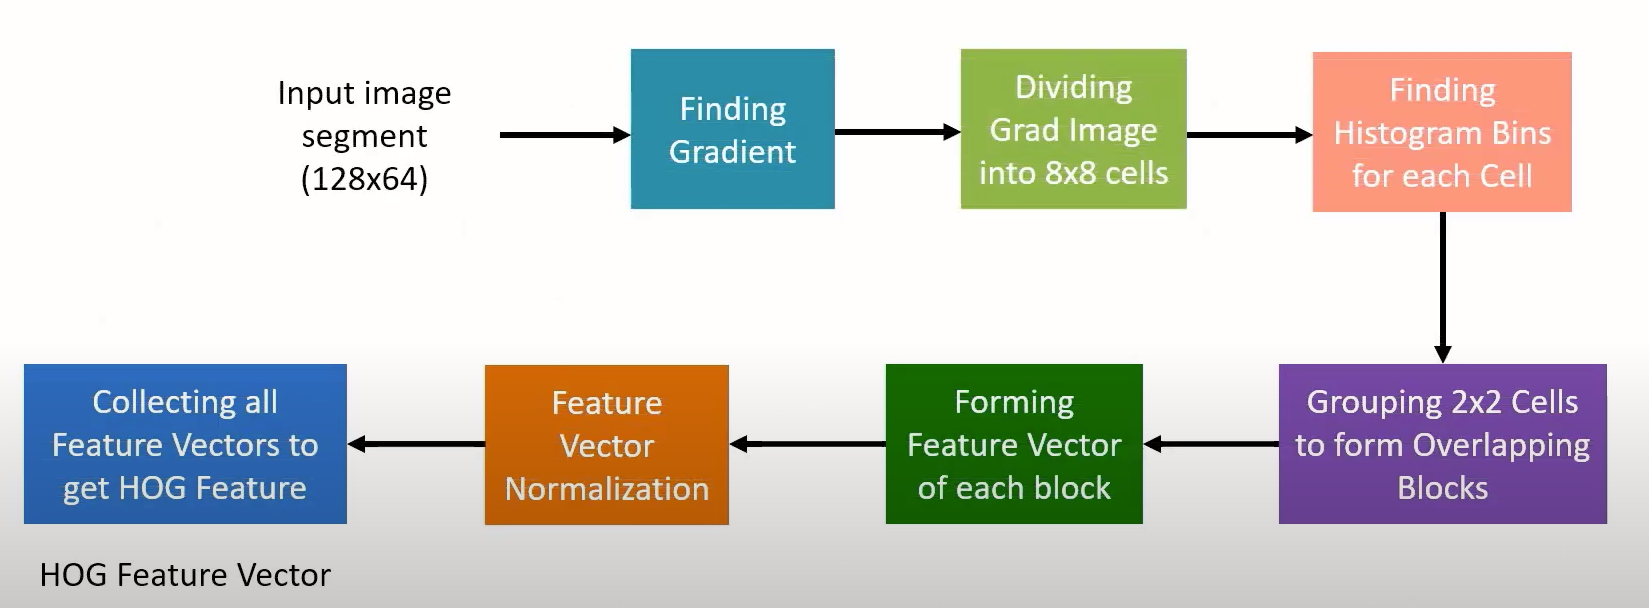 Input image
segment
(128x64)
Finding
Gradient
Dividing
Grad Image
into 8x8 cells
Finding
Histogram Bins
for each Cell
Grouping 2x2 Cells
to form Overlapping
Blocks
Forming
Feature Vector
of each block
Feature
Vector
Normalization
Collecting all
Feature Vectors to
get HOG Feature
HOG Feature Vector